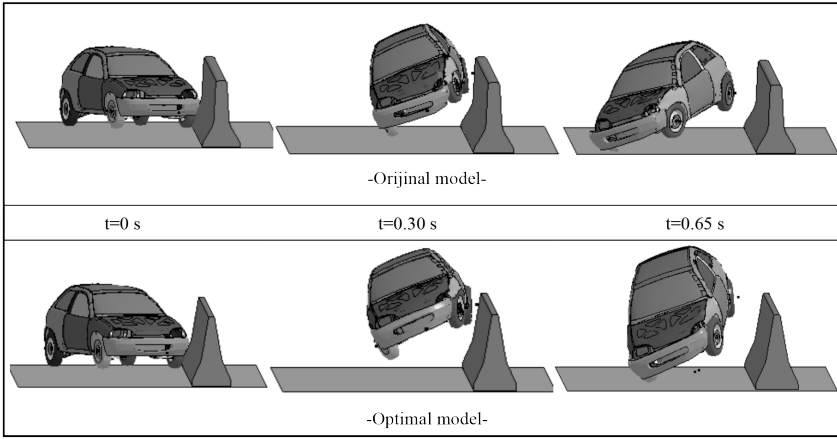 -Orijinal model-
t=0 s
t=0.30 s
t=0.65 s
-Optimal model-